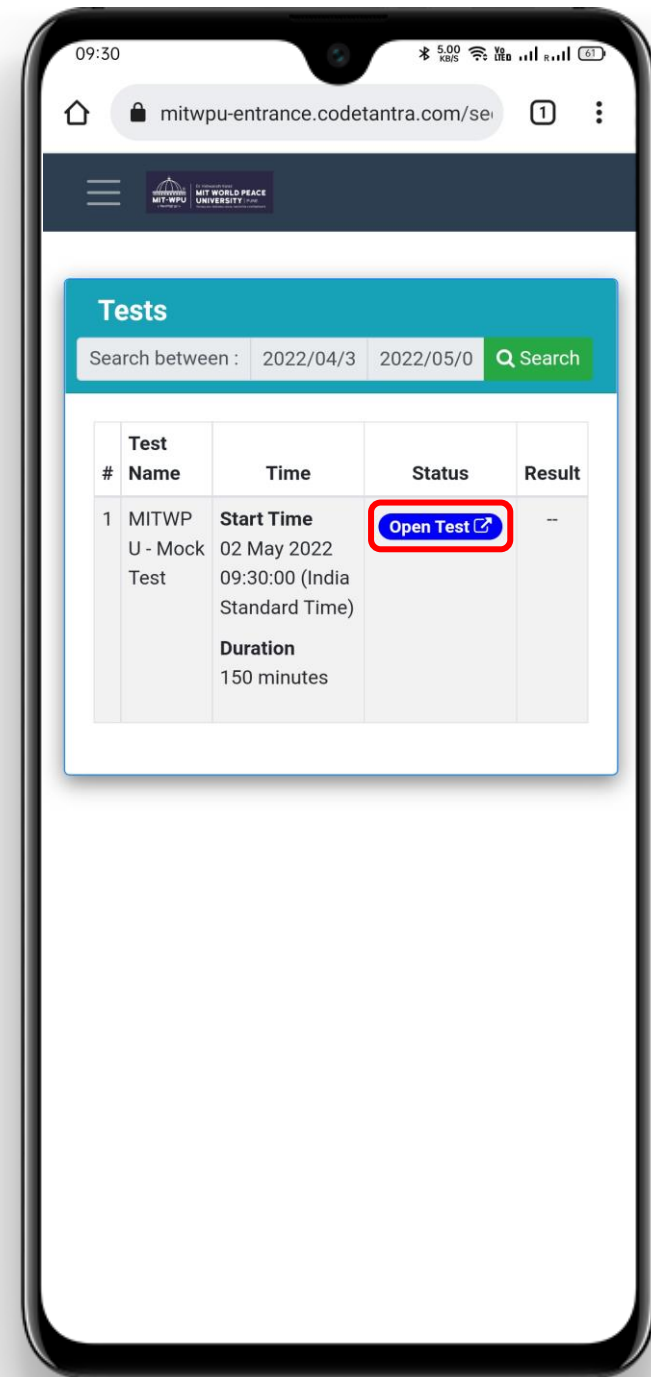 09:30
5.00
KB/S
Vo
LTE
R
61
mitwpu-entrance.codetantra.com/se
1
MIT-WPU
MIT WORLD PEACE
UNIVERSITY
Tests
Search between : 2022/04/3 2022/05/0 Search
# Test Name Time Status Result
1 MITWP
U - Mock
Test
Start Time
02 May 2022
09:30:00 (India
Standard Time)
Duration
150 minutes
Open Test
--